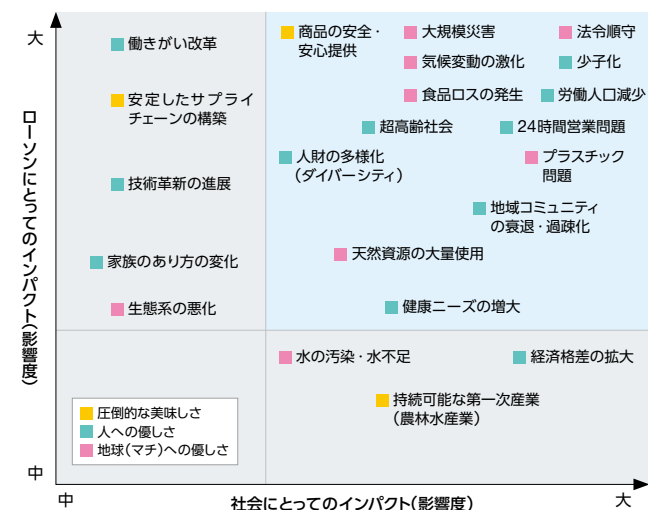 大
ローソンにとってのインパクト(影響度)
中
働きがい改革
安定したサプライ
チェーンの構築
技術革新の進展
家族のあり方の変化
生態系の悪化
商品の安全・
安心提供
大規模災害
法令順守
気候変動の激化
少子化
食品ロスの発生
労働人口減少
超高齢社会
24時間営業問題
人財の多様化
(ダイバーシティ)
プラスチック
問題
地域コミュニティ
の衰退・過疎化
天然資源の大量使用
健康ニーズの増大
水の汚染・水不足
経済格差の拡大
持続可能な第一次産業
(農林水産業)
圧倒的な美味しさ
人への優しさ
地球(マチ)への優しさ
中
社会にとってのインパクト(影響度)
大